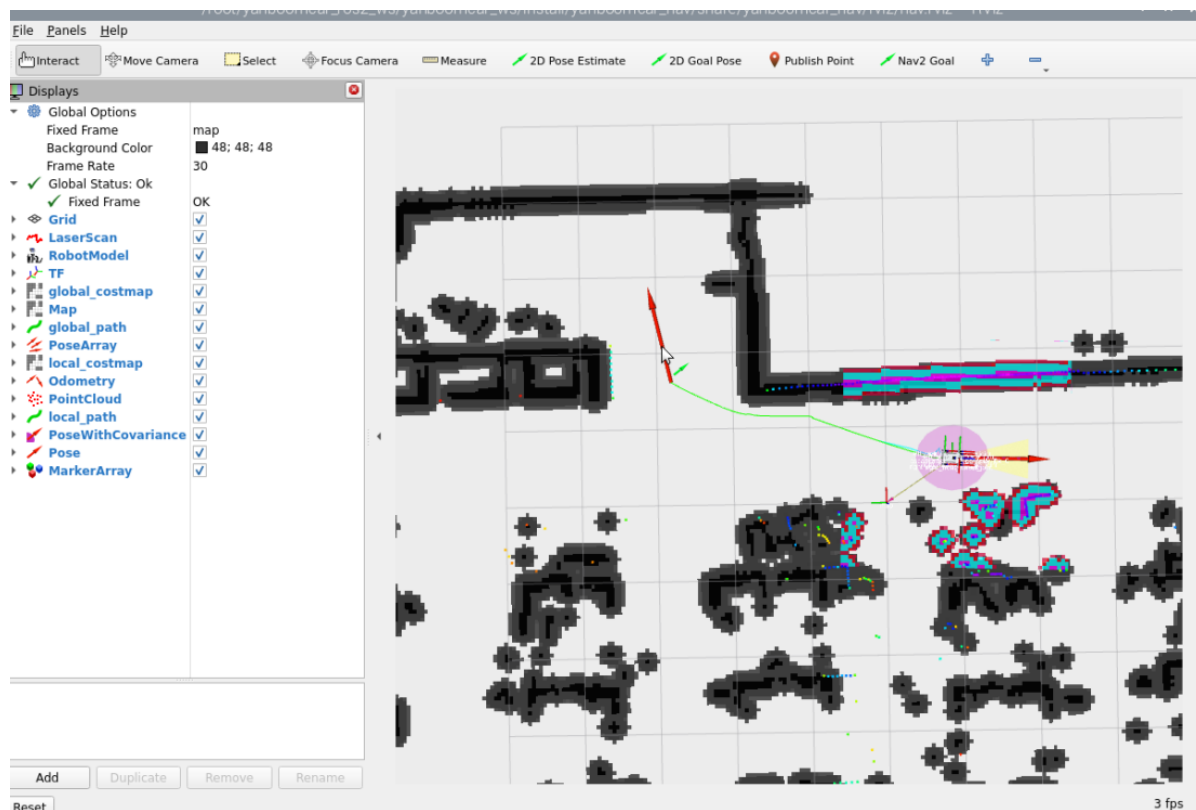 File Panels Help
Interact Move Camera Select Focus Camera Measure 2D Pose Estimate 2D Goal Pose Publish Point Nav2 Goal
Displays
Global Options
Fixed Frame map
Background Color 48; 48; 48
Frame Rate 30
Global Status: Ok
Fixed Frame OK
Grid
LaserScan
RobotModel
TF
global_costmap
Map
global_path
PoseArray
local_costmap
Odometry
PointCloud
local_path
PoseWithCovariance
Pose
MarkerArray
Add Duplicate Remove Rename
Reset
3 fps